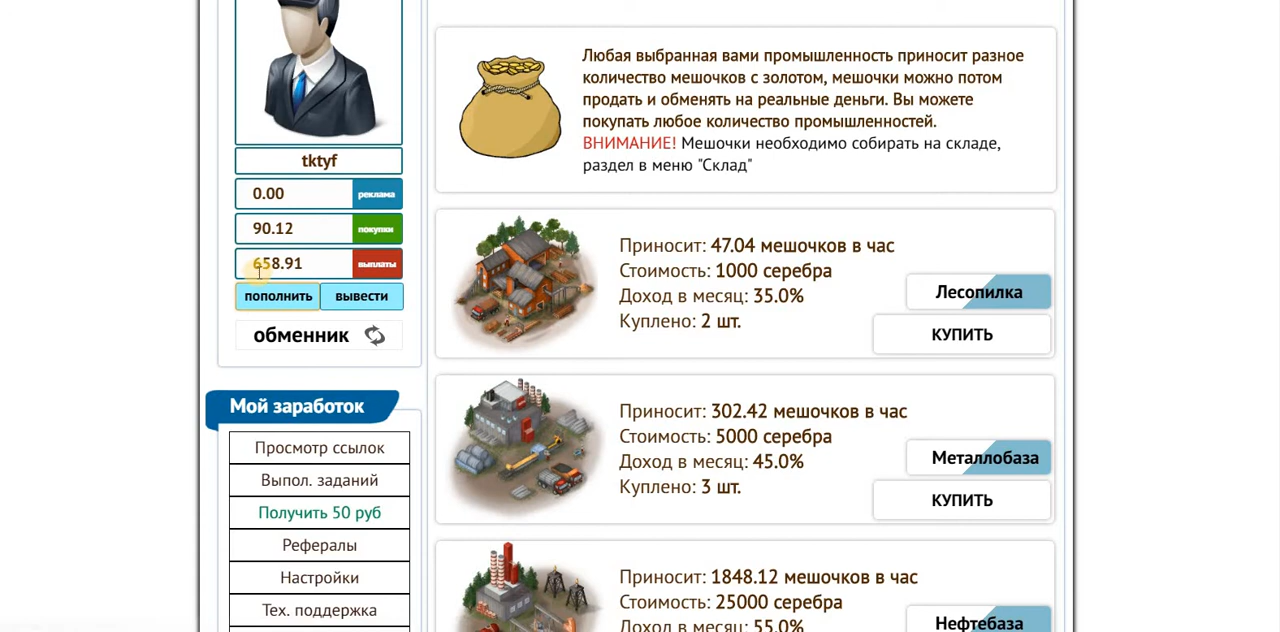 tktyf
0.00 реклама
90.12 покупки
658.91 выплаты
пополнить вывести
обменник
Мой заработок
Просмотр ссылок
Выпол. заданий
Получить 50 руб
Рефералы
Настройки
Тех. поддержка
Любая выбранная вами промышленность приносит разное
количество мешочков с золотом, мешочки можно потом
продать и обменять на реальные деньги. Вы можете
покупать любое количество промышленностей.
ВНИМАНИЕ! Мешочки необходимо собирать на складе,
раздел в меню "Склад"
Приносит: 47.04 мешочков в час
Стоимость: 1000 серебра
Доход в месяц: 35.0%
Куплено: 2 шт.
Лесопилка
КУПИТЬ
Приносит: 302.42 мешочков в час
Стоимость: 5000 серебра
Доход в месяц: 45.0%
Куплено: 3 шт.
Металлобаза
КУПИТЬ
Приносит: 1848.12 мешочков в час
Стоимость: 25000 серебра
Доход в месяц: 55.0%
Нефтебаза